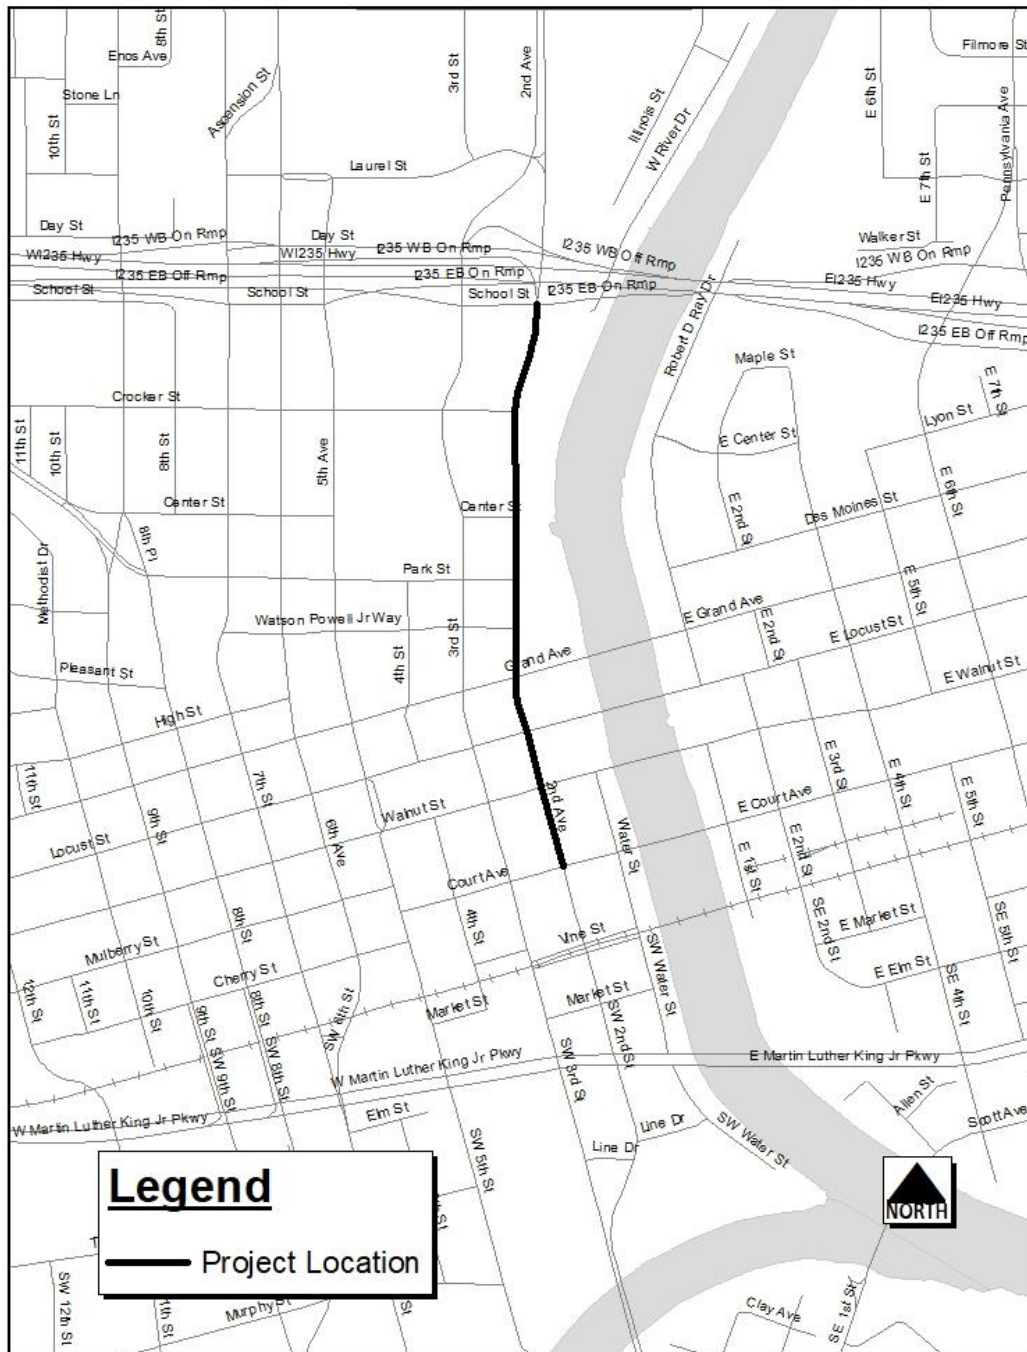 8th St
Enos Ave
3rd St
2nd Ave
Filmore St
Stone Ln
Ascension St
Illinois St
W River Dr
E 6th St
Pennsylvania Ave
10th St
Laurel St
E 7th St
Day St
I235 WB On Rmp
Day St
I235 WB On Rmp
I235 WB Off Rmp
Walker St
I235 WB On Rmp
WI235 Hwy
WI235 Hwy
I235 EB Off Rmp
I235 EB On Rmp
I235 EB On Rmp
EI235 Hwy
EI235 Hwy
School St
School St
School St
Robert D Ray Dr
I235 EB Off Rmp
Maple St
E 7th St
Crocker St
Lyon St
11th St
10th St
8th St
5th Ave
E Center St
E 6th St
Center St
Center St
E 2nd St
Des Moines St
8th Pl
Methodist Dr
Park St
E 5th St
Watson Powell Jr Way
3rd St
E Grand Ave
E 2nd St
E Locust St
4th St
Grand Ave
Pleasant St
E Walnut St
High St
11th St
7th St
E 3rd St
E 4th St
E 5th St
9th St
Walnut St
2nd Ave
E Court Ave
Locust St
6th Ave
Water St
E 1st St
E 2nd St
Court Ave
Mulberry St
8th St
4th St
Vine St
SE 2nd St
E Market St
SE 5th St
Cherry St
SW Water St
E Elm St
12th St
11th St
10th St
9th St
8th St
SW 6th St
Market St
Market St
SW 2nd St
SE 4th St
SW 9th St
SW 8th St
W Martin Luther King Jr Pkwy
SW 3rd St
E Martin Luther King Jr Pkwy
W Martin Luther King Jr Pkwy
Elm St
Allen St
Scott Ave
Line Dr
SW Water St
Line Dr
SW 5th St
Legend
Project Location
NORTH
SW 12th St
Murphy St
Clay Ave
SE 1st St